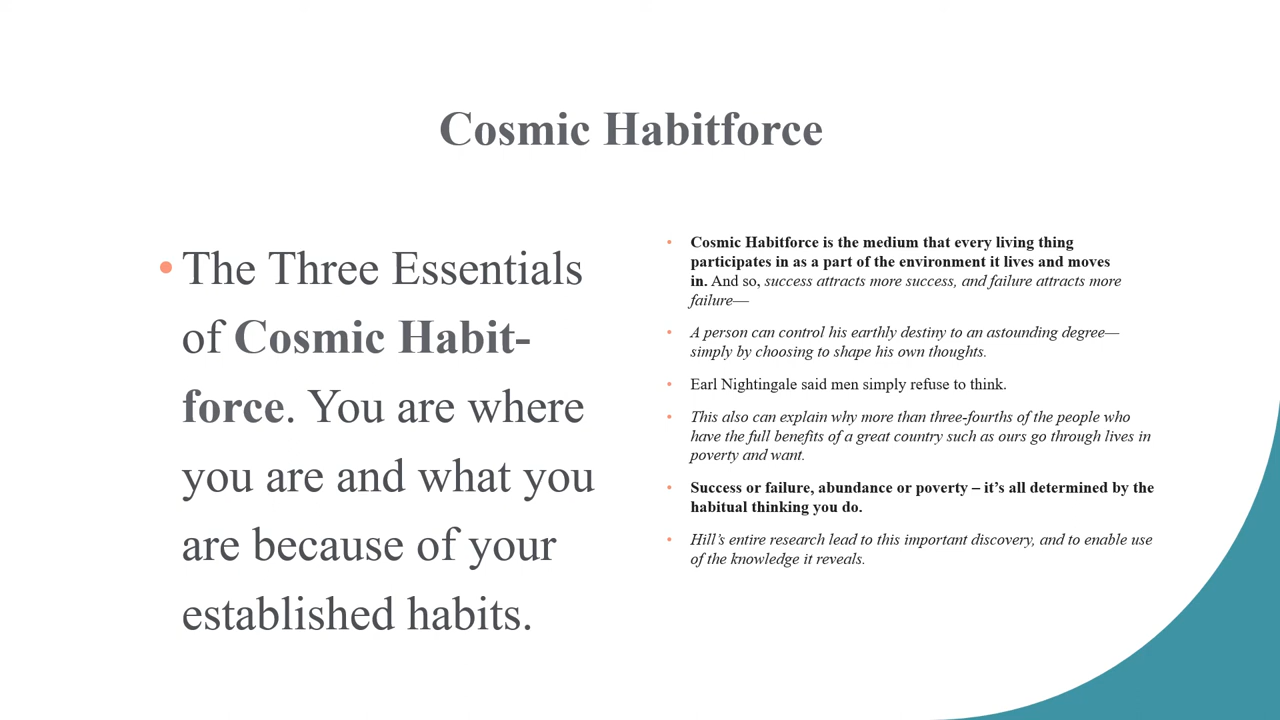 Cosmic Habitforce
• The Three Essentials
of Cosmic Habit-
force. You are where
you are and what you
are because of your
established habits.
• Cosmic Habitforce is the medium that every living thing
participates in as a part of the environment it lives and moves
in. And so, success attracts more success, and failure attracts more
failure—
• A person can control his earthly destiny to an astounding degree—
simply by choosing to shape his own thoughts.
• Earl Nightingale said men simply refuse to think.
• This also can explain why more than three-fourths of the people who
have the full benefits of a great country such as ours go through lives in
poverty and want.
• Success or failure, abundance or poverty – it’s all determined by the
habitual thinking you do.
• Hill’s entire research lead to this important discovery, and to enable use
of the knowledge it reveals.